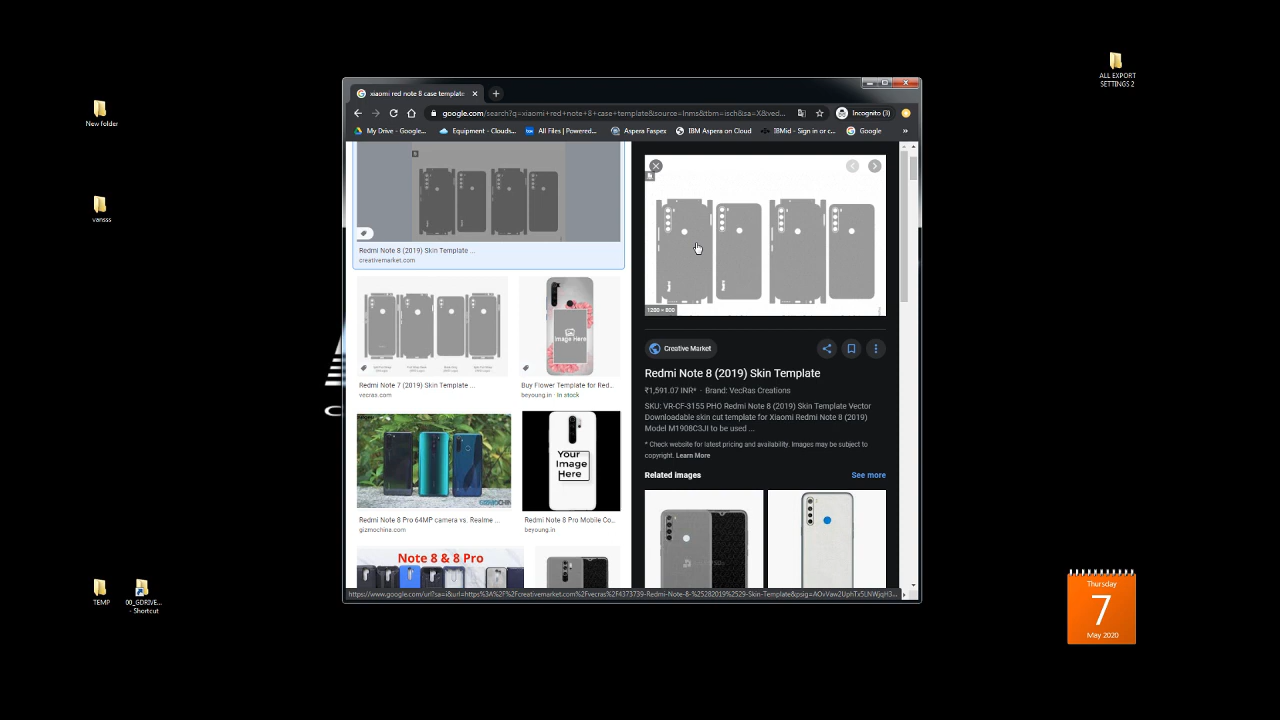 New folder
vansss
TEMP
00_GDRIVE...
- Shortcut
ALL EXPORT
SETTINGS 2
Thursday
7
May 2020
xiaomi red note 8 case template
google.com/search?q=xiaomi+red+note+8+case+template&source=lnms&tbm=isch&sa=X&ved...
Incognito (3)
My Drive - Google...
Equipment - Clouds...
box
All Files | Powered...
Aspera Faspex
IBM Aspera on Cloud
IBMid - Sign in or c...
Google
»
Redmi Note 8 (2019) Skin Template ...
creativemarket.com
Redmi Note 7 (2019) Skin Template ...
vecras.com
Image Here
Buy Flower Template for Red...
beyoung.in · In stock
Redmi Note 8 Pro 64MP camera vs. Realme ...
gizmochina.com
Your
Image
Here
Redmi Note 8 Pro Mobile Co...
beyoung.in
Note 8 & 8 Pro
1280 × 800
Creative Market
Redmi Note 8 (2019) Skin Template
₹1,591.07 INR* · Brand: VecRas Creations
SKU: VR-CF-3155 PHO Redmi Note 8 (2019) Skin Template Vector
Downloadable skin cut template for Xiaomi Redmi Note 8 (2019)
Model M1908C3JI to be used ...
* Check website for latest pricing and availability. Images may be subject to
copyright. Learn More
Related images
See more